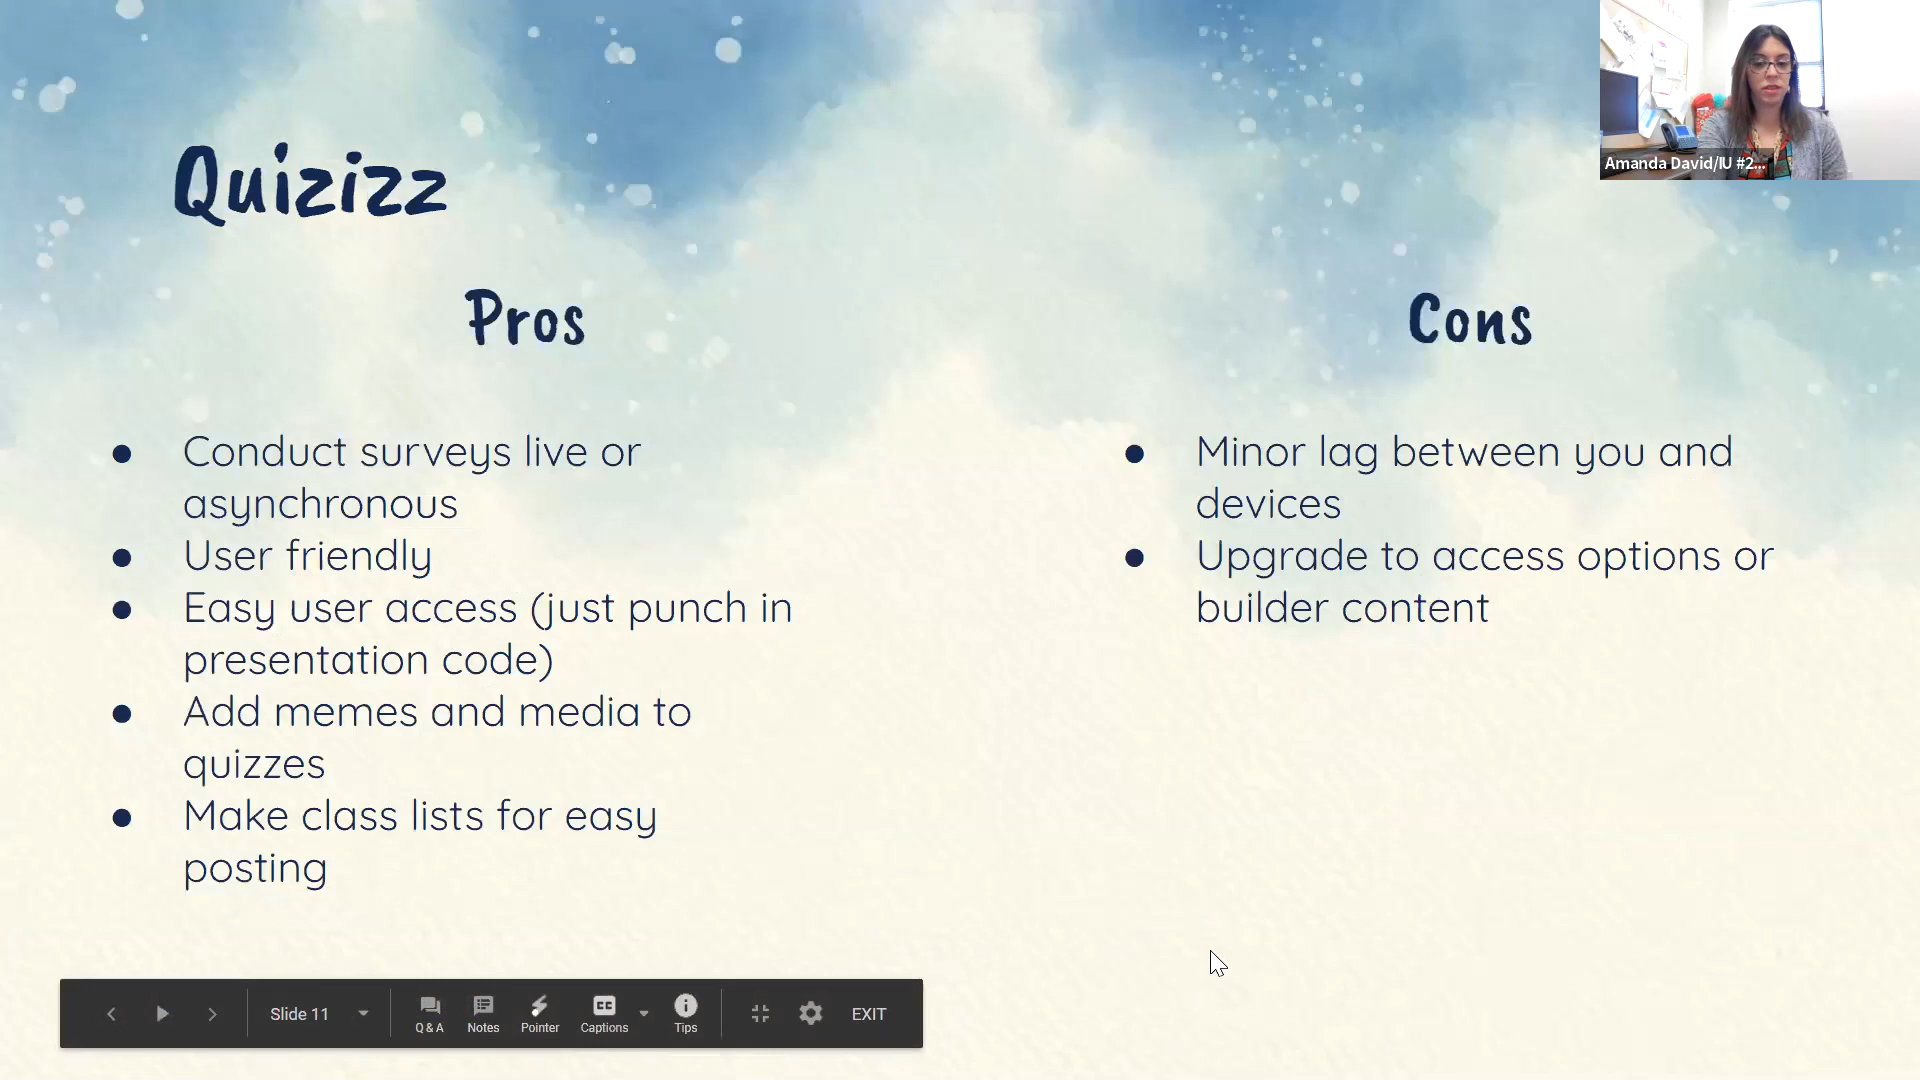 Quizizz
Pros
● Conduct surveys live or
asynchronous
● User friendly
● Easy user access (just punch in
presentation code)
● Add memes and media to
quizzes
● Make class lists for easy
posting
Cons
● Minor lag between you and
devices
● Upgrade to access options or
builder content
Amanda David/IU #2...
Slide 11
Q & A
Notes
Pointer
CC
Captions
Tips
EXIT